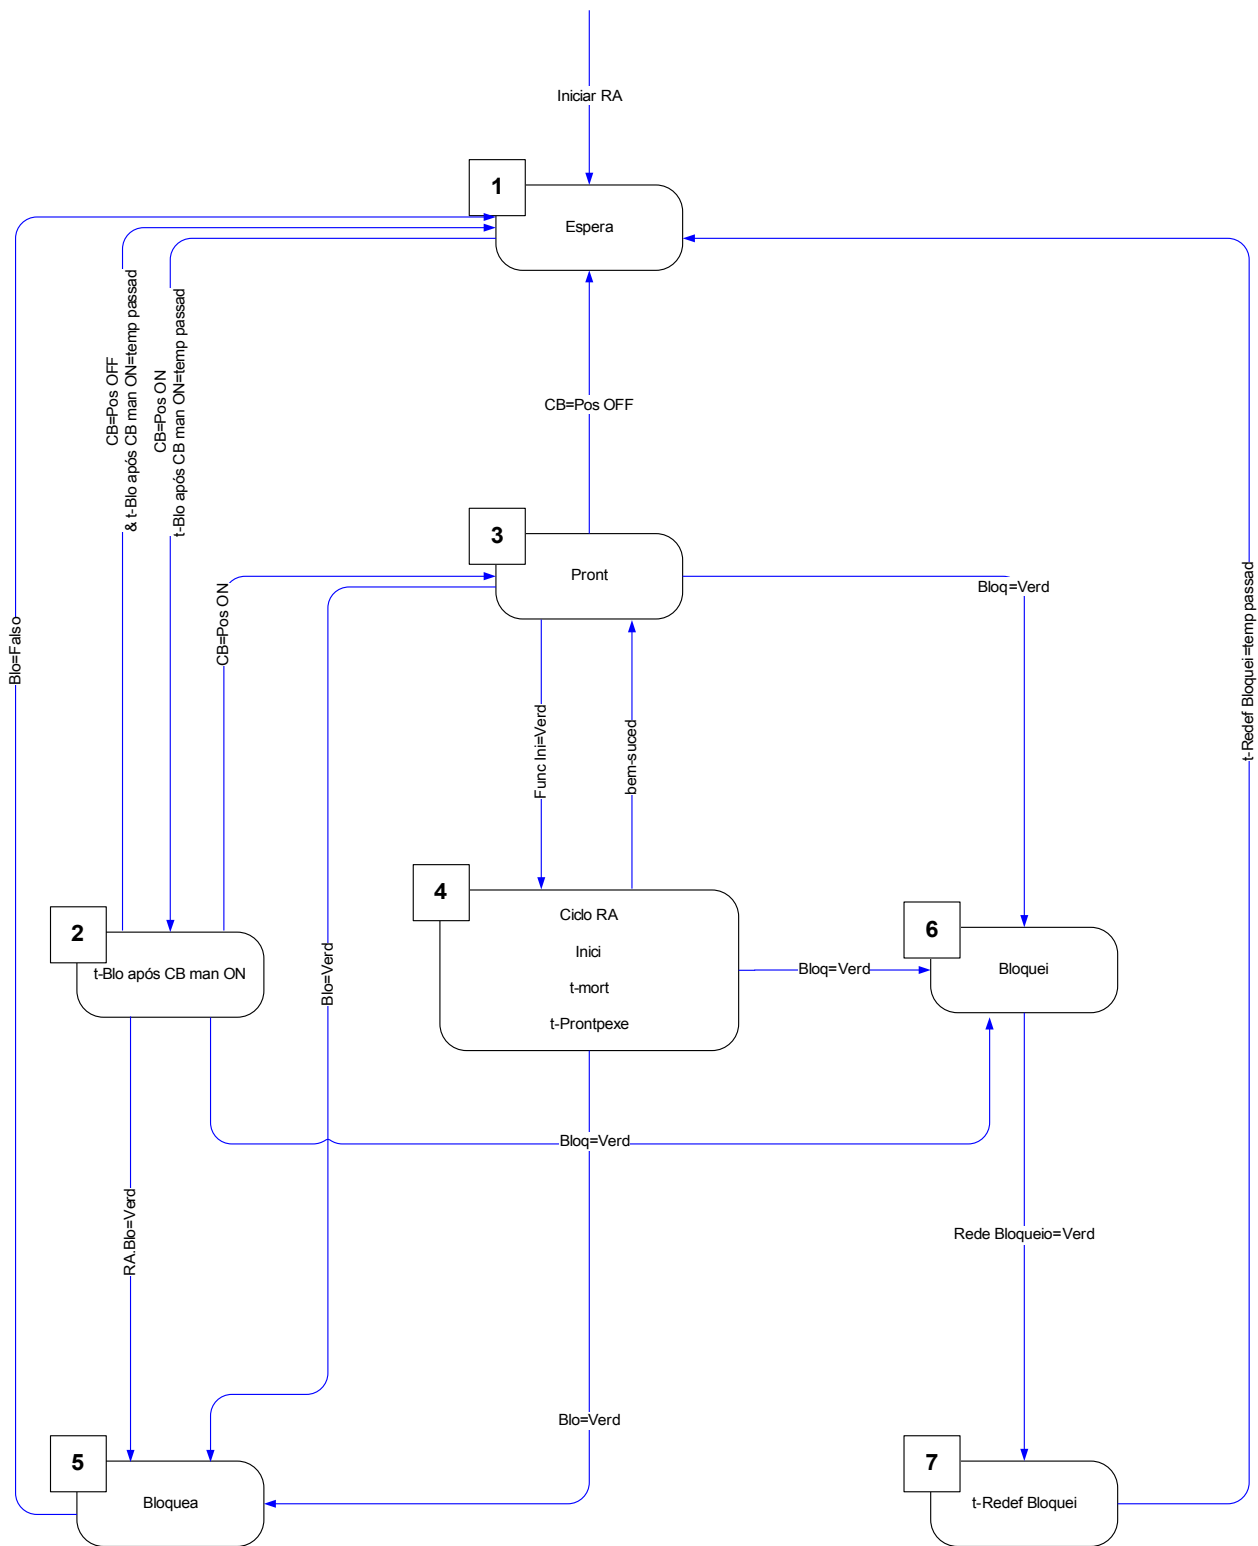 Iniciar RA
1
Espera
CB=Pos OFF
& t-Blo após CB man ON=temp passad
CB=Pos ON
t-Blo após CB man ON=temp passad
CB=Pos OFF
3
Pront
Bloq=Verd
CB=Pos ON
Blo=Falso
t-Redef Bloquei=temp passad
Func Ini=Verd
bem-suced
4
Ciclo RA
Inici
t-mort
t-Prontpexe
2
t-Blo após CB man ON
Blo=Verd
Bloq=Verd
6
Bloquei
Bloq=Verd
RA.Blo=Verd
Rede Bloqueio=Verd
Blo=Verd
5
Bloquea
7
t-Redef Bloquei